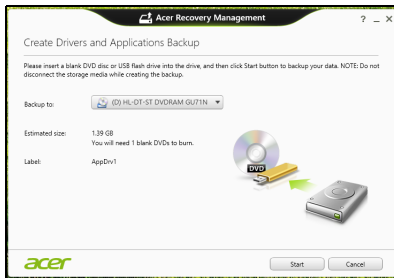 Acer Recovery Management
? _ X
Create Drivers and Applications Backup
Please insert a blank DVD disc or USB flash drive into the drive, and then click Start button to backup your data. NOTE: Do not
disconnect the storage media while creating the backup.
Backup to:
(D) HL-DT-ST DVDRAM GU71N
Estimated size:
1.39 GB
You will need 1 blank DVDs to burn.
Label:
AppDrv1
DVD
acer
Start
Cancel